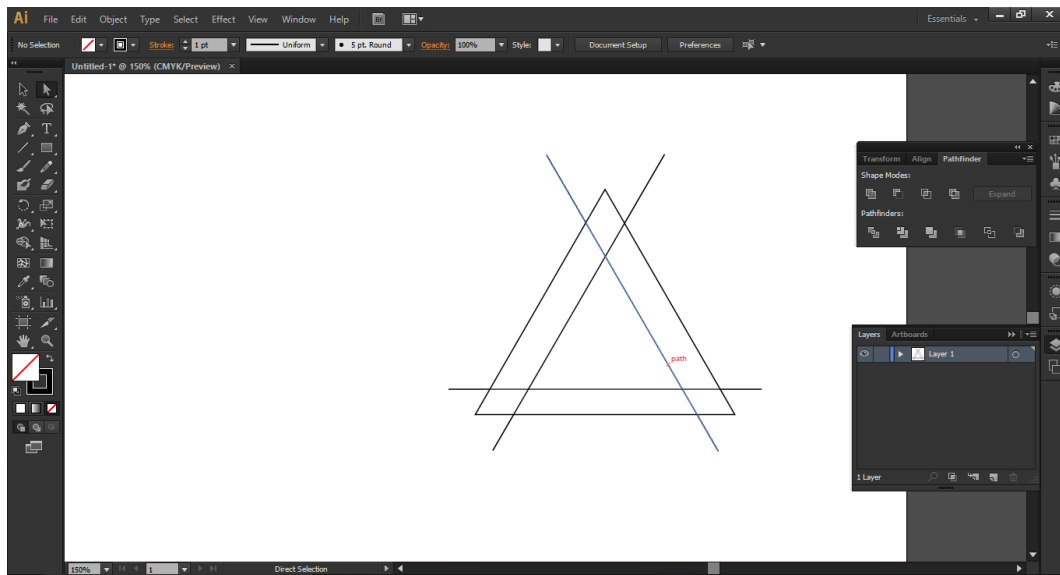 Ai File Edit Object Type Select Effect View Window Help Br Essentials
No Selection Stroke: 1 pt Uniform 5 pt. Round Opacity: 100% Style: Document Setup Preferences
Untitled-1* @ 150% (CMYK/Preview) ×
Transform Align Pathfinder
Shape Modes:
Expand
Pathfinders:
Layers Artboards
Layer 1
path
1 Layer
150% 1 Direct Selection